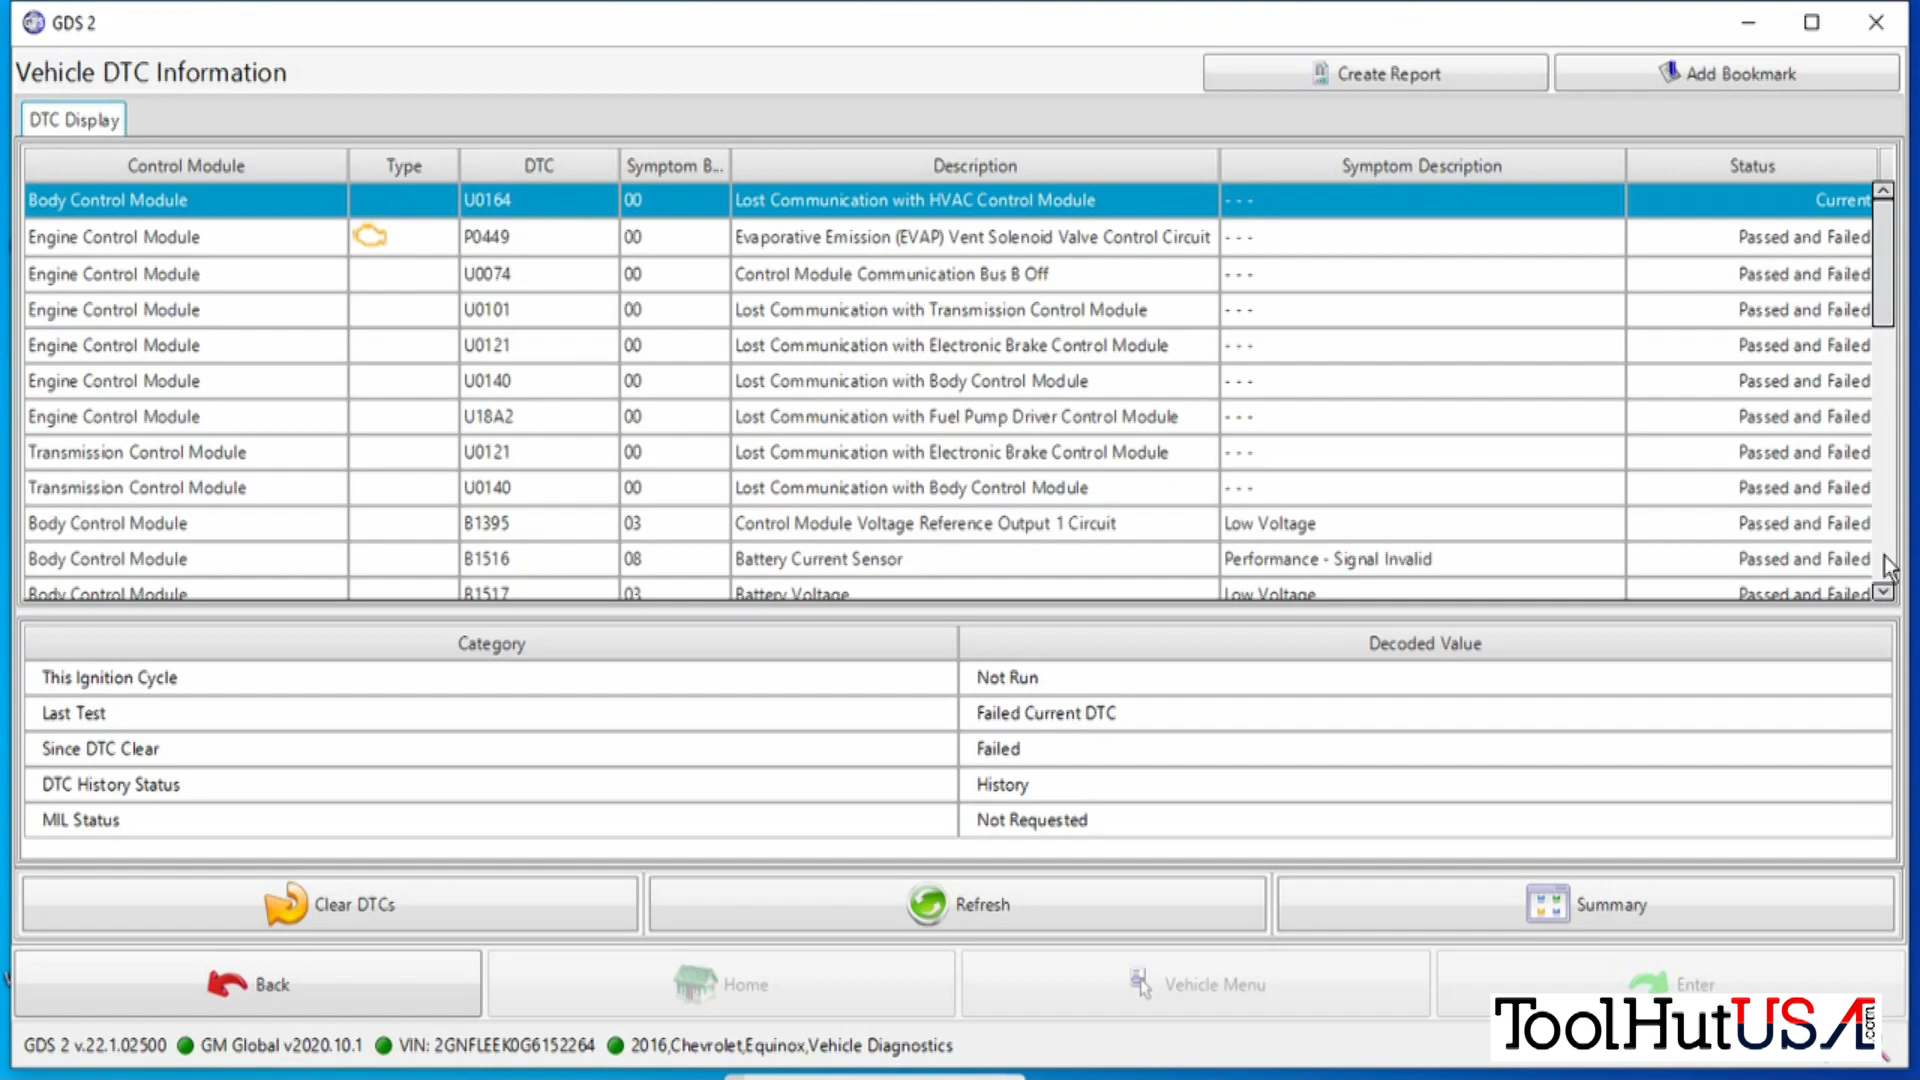 GDS 2
Vehicle DTC Information
Create Report
Add Bookmark
DTC Display
Control Module Type DTC Symptom B... Description Symptom Description Status
Body Control Module U0164 00 Lost Communication with HVAC Control Module - - - Current
Engine Control Module P0449 00 Evaporative Emission (EVAP) Vent Solenoid Valve Control Circuit - - - Passed and Failed
Engine Control Module U0074 00 Control Module Communication Bus B Off - - - Passed and Failed
Engine Control Module U0101 00 Lost Communication with Transmission Control Module - - - Passed and Failed
Engine Control Module U0121 00 Lost Communication with Electronic Brake Control Module - - - Passed and Failed
Engine Control Module U0140 00 Lost Communication with Body Control Module - - - Passed and Failed
Engine Control Module U18A2 00 Lost Communication with Fuel Pump Driver Control Module - - - Passed and Failed
Transmission Control Module U0121 00 Lost Communication with Electronic Brake Control Module - - - Passed and Failed
Transmission Control Module U0140 00 Lost Communication with Body Control Module - - - Passed and Failed
Body Control Module B1395 03 Control Module Voltage Reference Output 1 Circuit Low Voltage Passed and Failed
Body Control Module B1516 08 Battery Current Sensor Performance - Signal Invalid Passed and Failed
Body Control Module B1517 03 Battery Voltage Low Voltage Passed and Failed
Category Decoded Value
This Ignition Cycle Not Run
Last Test Failed Current DTC
Since DTC Clear Failed
DTC History Status History
MIL Status Not Requested
Clear DTCs Refresh Summary
Back Home Vehicle Menu Enter
GDS 2 v.22.1.02500 GM Global v2020.10.1 VIN: 2GNFLEEK0G6152264 2016,Chevrolet,Equinox,Vehicle Diagnostics
ToolHutUSA.com